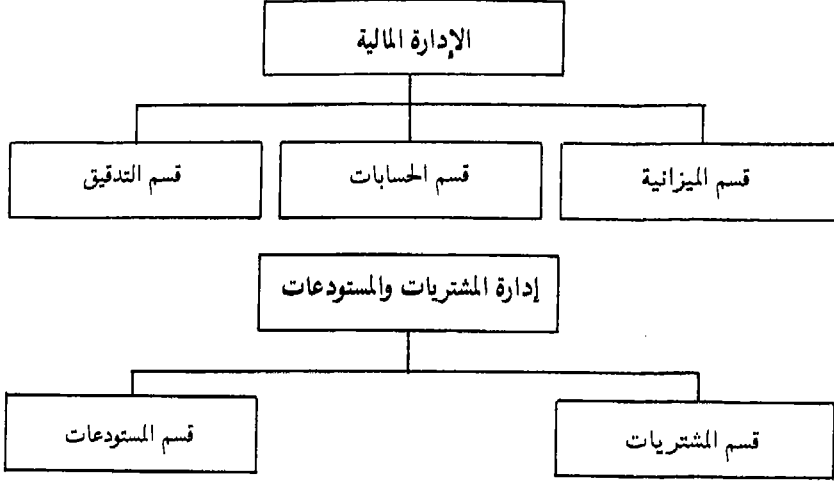 الإدارة المالية
قسم الميزانية
قسم الحسابات
قسم التدقيق
إدارة المشتريات والمستودعات
قسم المشتريات
قسم المستودعات